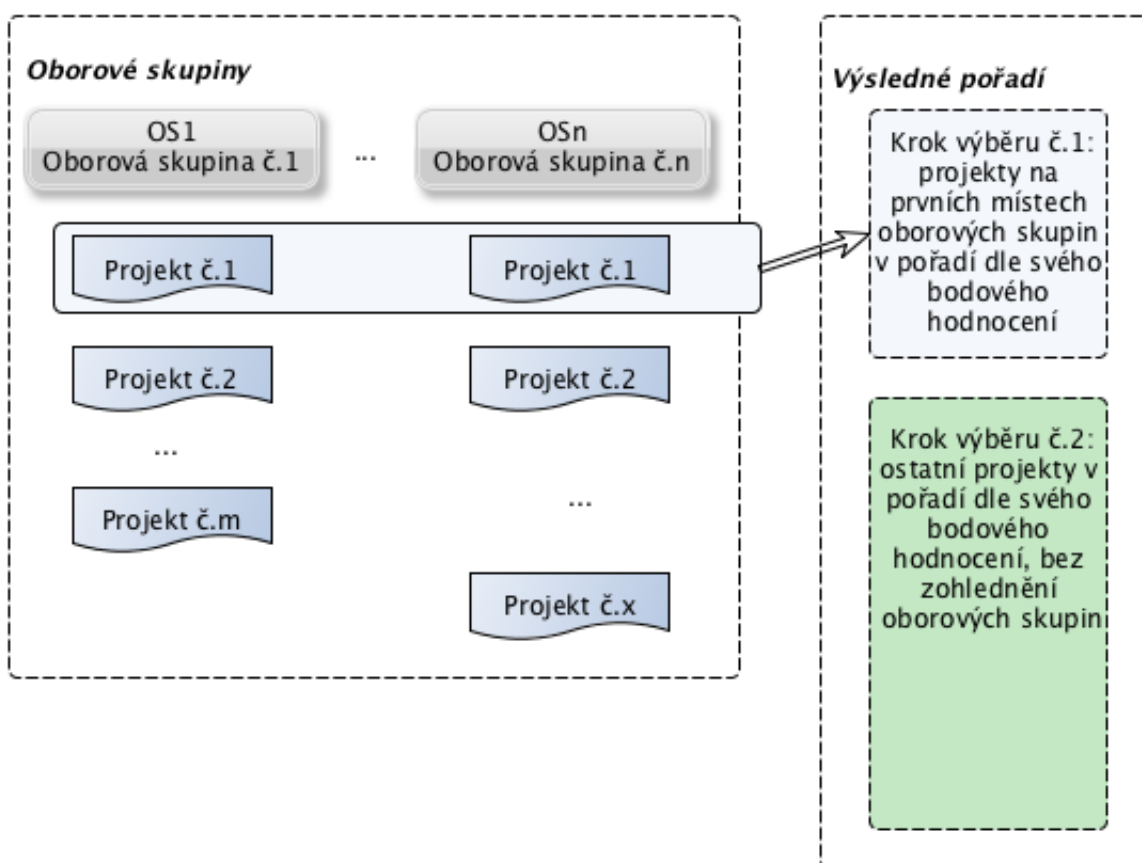 Oborové skupiny
OS1
Oborová skupina č.1
...
OSn
Oborová skupina č.n
Projekt č.1
Projekt č.1
Projekt č.2
Projekt č.2
...
...
Projekt č.m
Projekt č.x
Výsledné pořadí
Krok výběru č.1:
projekty na
prvních místech
oborových skupin
v pořadí dle svého
bodového
hodnocení
Krok výběru č.2:
ostatní projekty v
pořadí dle svého
bodového
hodnocení, bez
zohlednění
oborových skupin